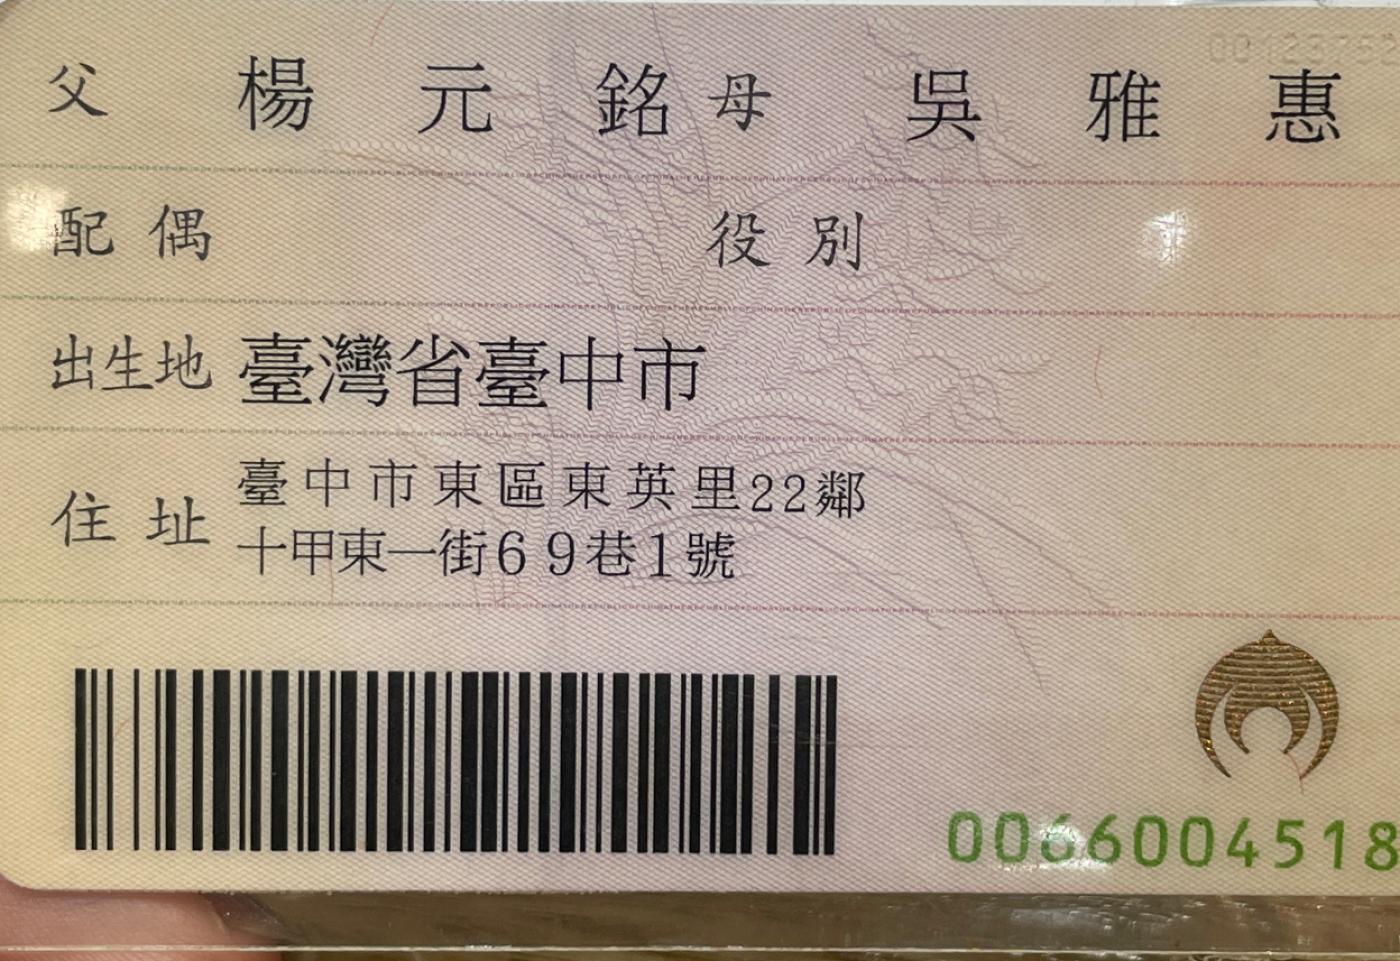 父 楊元銘 母 吳雅惠
配偶 役別
出生地 臺灣省臺中市
住址 臺中市東區東英里22鄰
十甲東一街69巷1號
0066004518